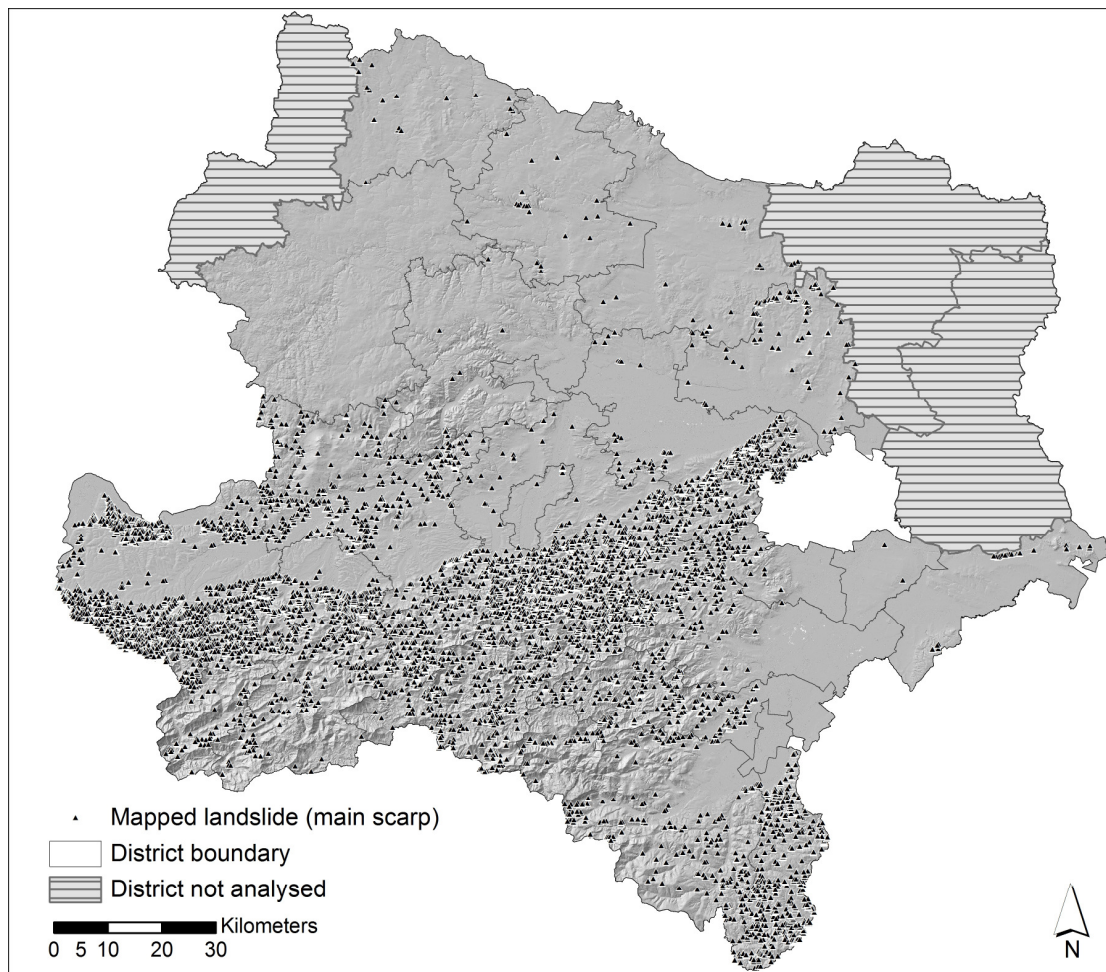 Mapped landslide (main scarp)
District boundary
District not analysed
Kilometers
0 5 10 20 30
N